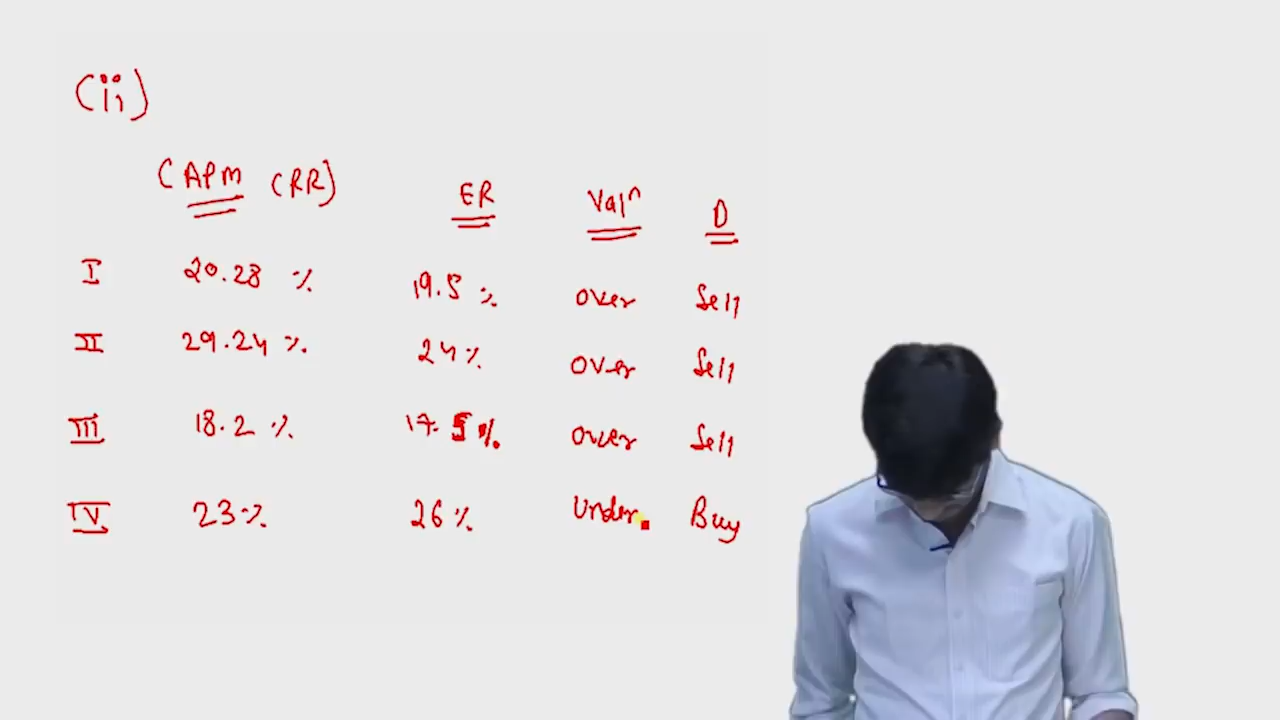 (ii)
CAPM (RR) ER Valⁿ D
I 20.28 % 19.5 % Over Sell
II 29.24 % 24 % Over Sell
III 18.2 % 17.5 % Over Sell
IV 23 % 26 % Under Buy